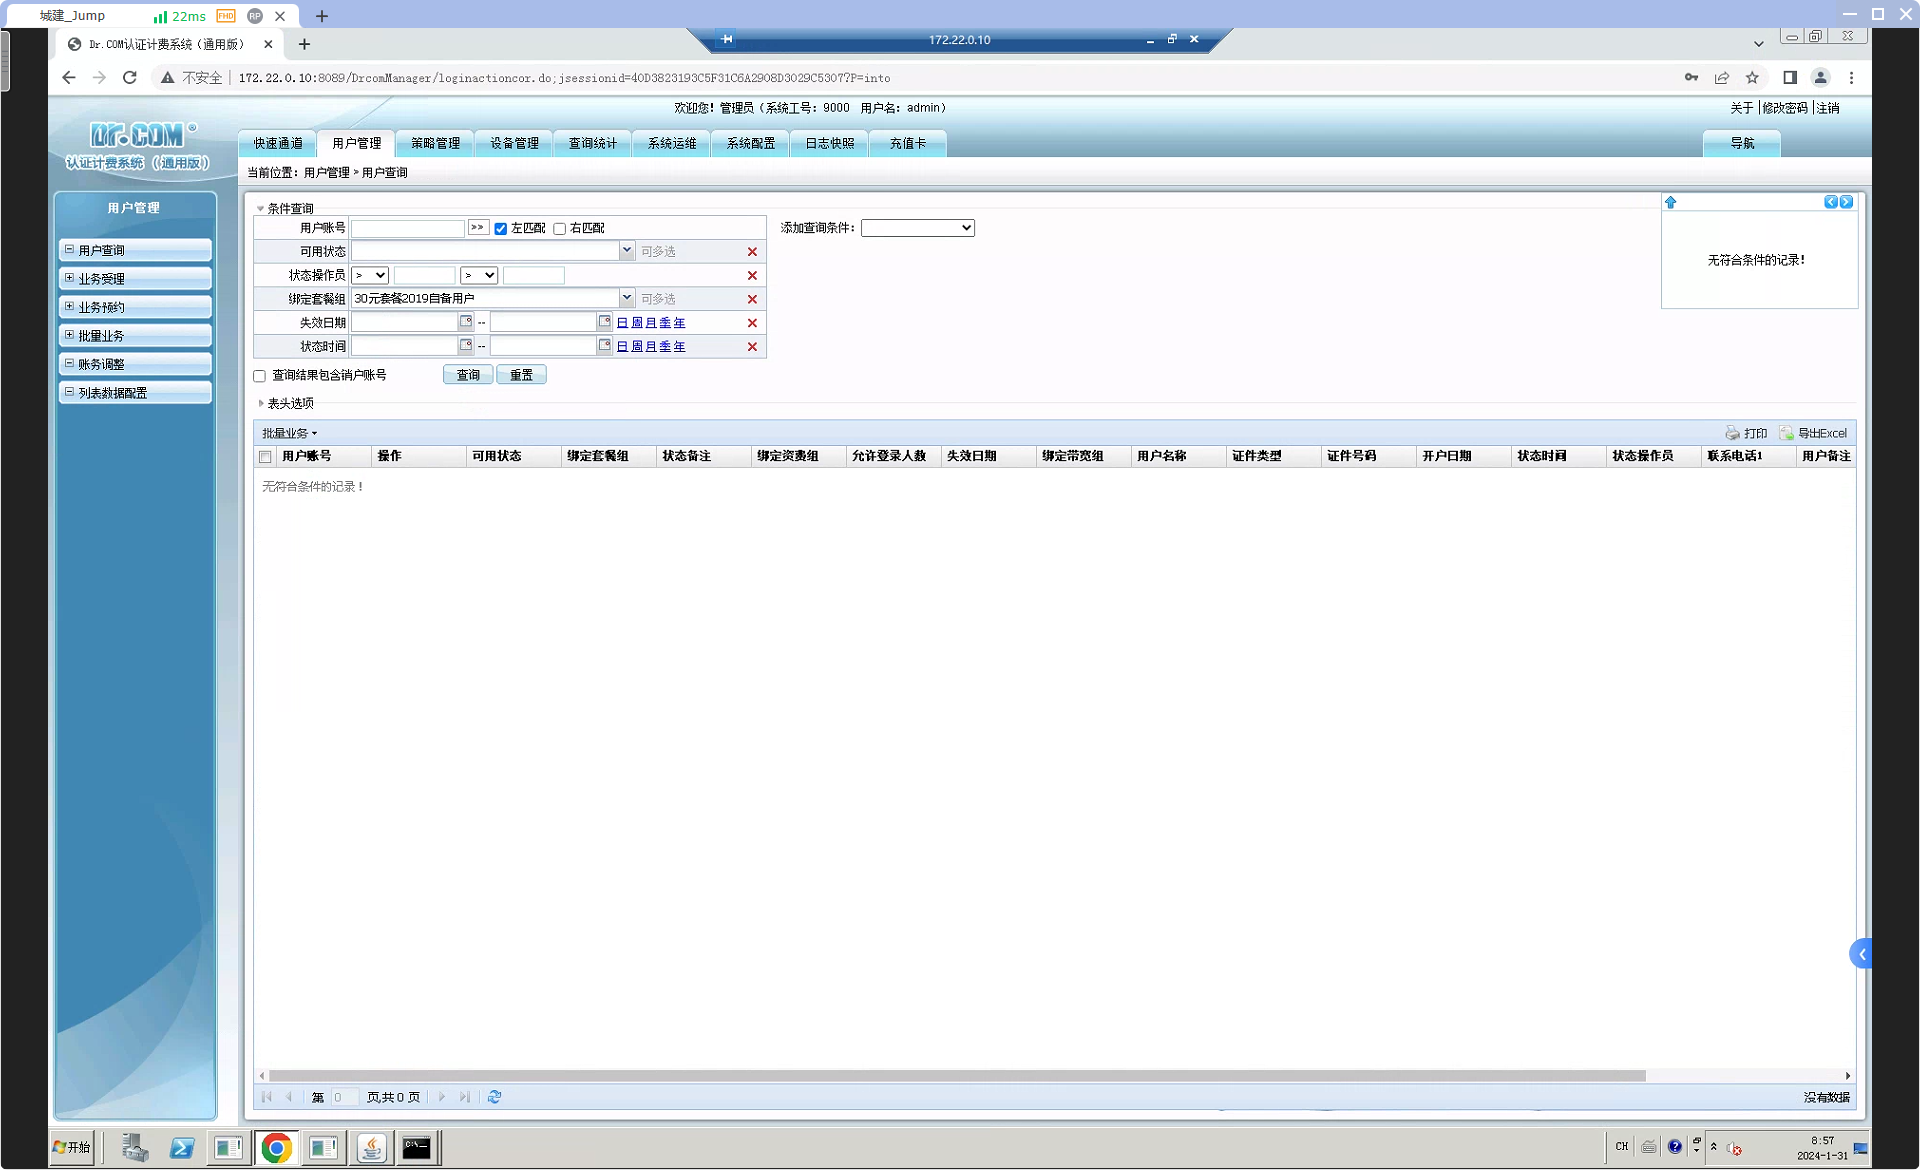 城建_Jump 22ms FHD RP
Dr.COM认证计费系统（通用版）
172.22.0.10
不安全 172.22.0.10:8089/DrcomManager/loginactioncor.do;jsessionid=40D3823193C5F31C6A2908D3029C5307?P=into
欢迎您！管理员（系统工号：9000 用户名：admin）
关于 | 修改密码 | 注销
Dr.COM®
认证计费系统（通用版）
快速通道 用户管理 策略管理 设备管理 查询统计 系统运维 系统配置 日志快照 充值卡 导航
当前位置：用户管理 » 用户查询
用户管理
用户查询
业务受理
业务预约
批量业务
账务调整
列表数据配置
条件查询
用户账号 >> 左匹配 右匹配 添加查询条件：
可用状态 可多选
状态操作员 > >
绑定套餐组 30元套餐2019自备用户 可多选
失效日期 -- 日 周 月 季 年
状态时间 -- 日 周 月 季 年
无符合条件的记录！
查询结果包含销户账号 查询 重置
表头选项
批量业务 打印 导出Excel
用户账号 操作 可用状态 绑定套餐组 状态备注 绑定资费组 允许登录人数 失效日期 绑定带宽组 用户名称 证件类型 证件号码 开户日期 状态时间 状态操作员 联系电话1 用户备注
无符合条件的记录！
第 0 页,共 0 页 没有数据
开始 C:\. CH 8:57
2024-1-31